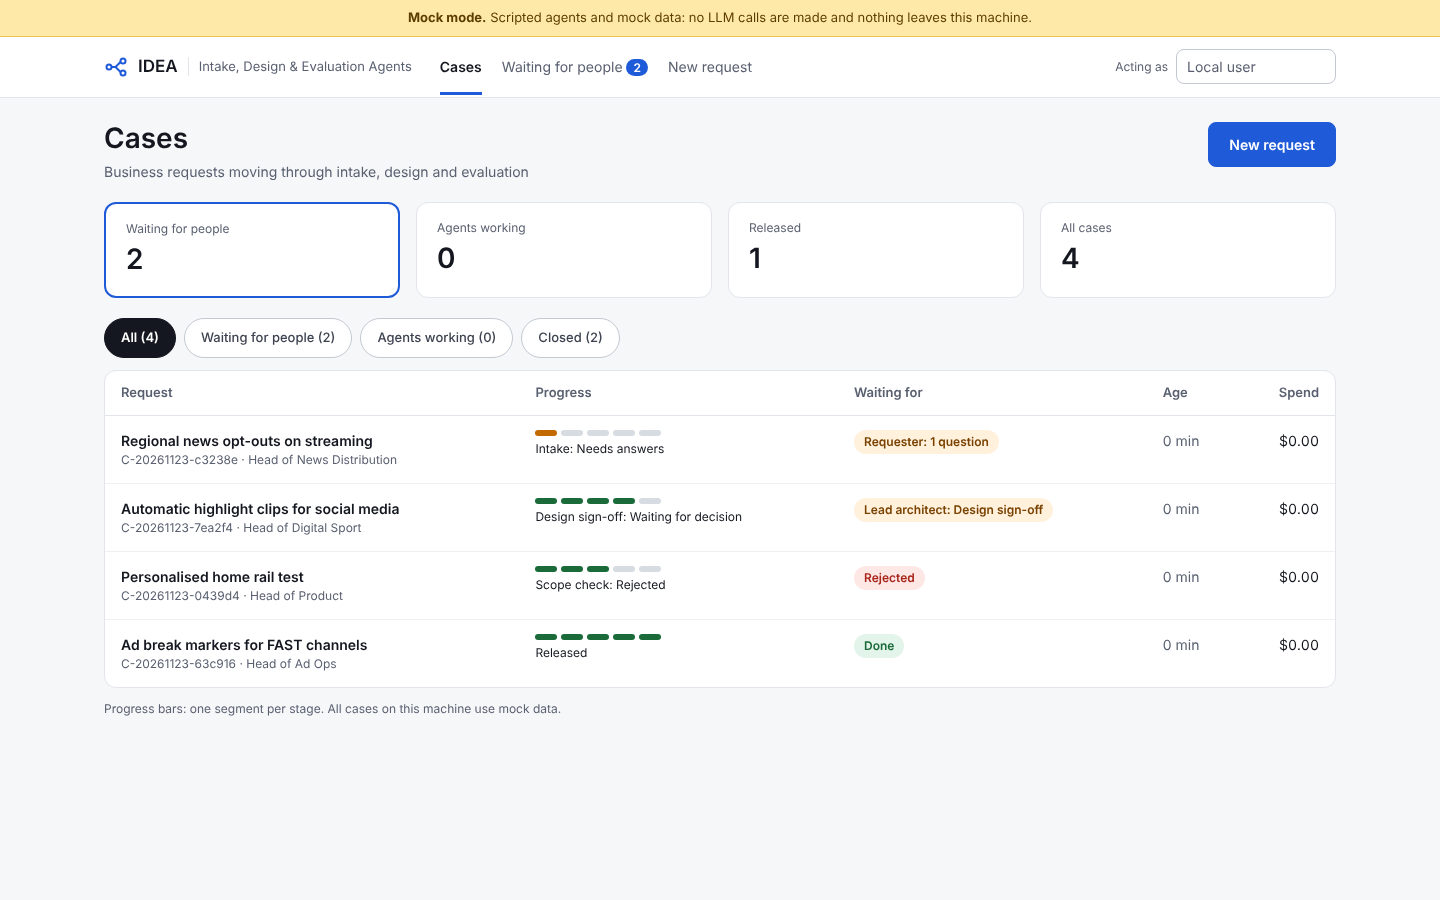 Mock mode. Scripted agents and mock data: no LLM calls are made and nothing leaves this machine.
IDEA Intake, Design & Evaluation Agents Cases Waiting for people 2 New request Acting as Local user
Cases
New request
Business requests moving through intake, design and evaluation
Waiting for people Agents working Released All cases
2 0 1 4
All (4) Waiting for people (2) Agents working (0) Closed (2)
Request Progress Waiting for Age Spend
Regional news opt-outs on streaming Requester: 1 question 0 min $0.00
C-20261123-c3238e · Head of News Distribution Intake: Needs answers
Automatic highlight clips for social media Lead architect: Design sign-off 0 min $0.00
C-20261123-7ea2f4 · Head of Digital Sport Design sign-off: Waiting for decision
Personalised home rail test Rejected 0 min $0.00
C-20261123-0439d4 · Head of Product Scope check: Rejected
Ad break markers for FAST channels Done 0 min $0.00
C-20261123-63c916 · Head of Ad Ops Released
Progress bars: one segment per stage. All cases on this machine use mock data.